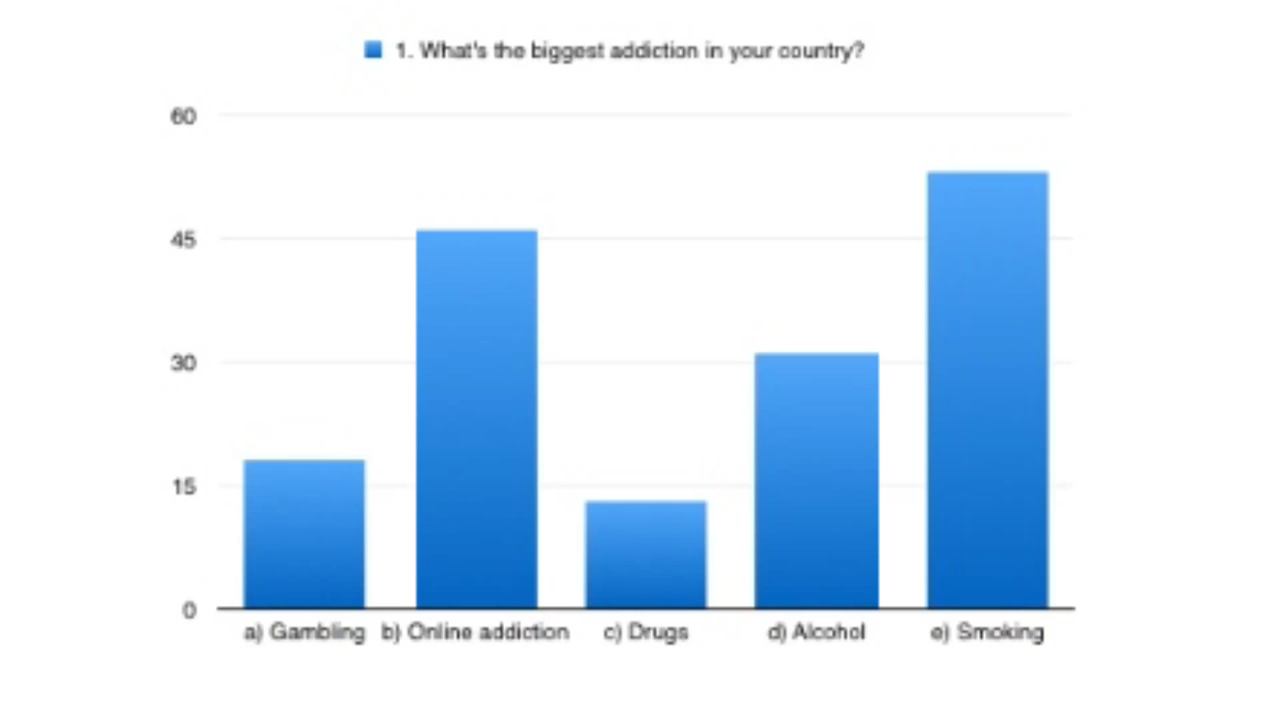 1. What's the biggest addiction in your country?
60
45
30
15
0
a) Gambling b) Online addiction c) Drugs d) Alcohol e) Smoking